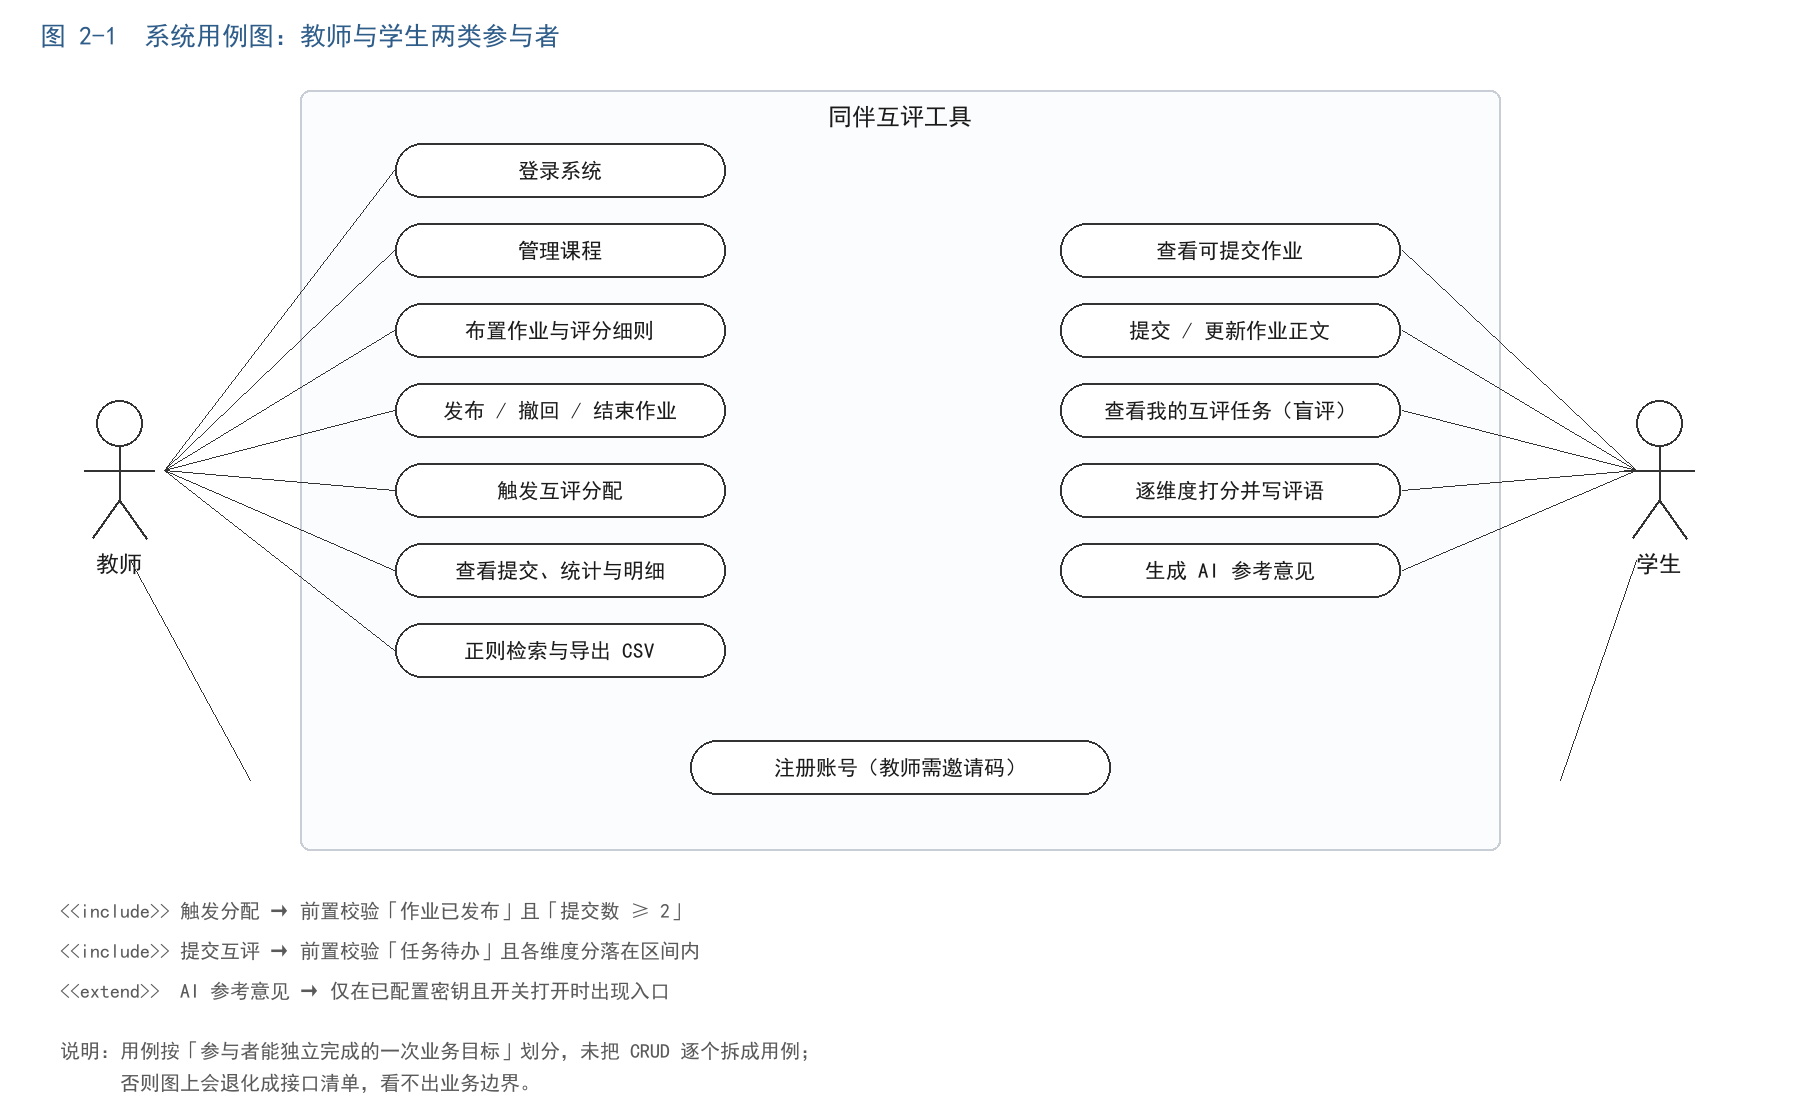 图 2-1 系统用例图：教师与学生两类参与者
同伴互评工具
登录系统
管理课程
布置作业与评分细则
发布 / 撤回 / 结束作业
触发互评分配
查看提交、统计与明细
正则检索与导出 CSV
查看可提交作业
提交 / 更新作业正文
查看我的互评任务（盲评）
逐维度打分并写评语
生成 AI 参考意见
注册账号（教师需邀请码）
教师
学生
<<include>> 触发分配 → 前置校验「作业已发布」且「提交数 ≥ 2」
<<include>> 提交互评 → 前置校验「任务待办」且各维度分落在区间内
<<extend>> AI 参考意见 → 仅在已配置密钥且开关打开时出现入口
说明：用例按「参与者能独立完成的一次业务目标」划分，未把 CRUD 逐个拆成用例；
否则图上会退化成接口清单，看不出业务边界。